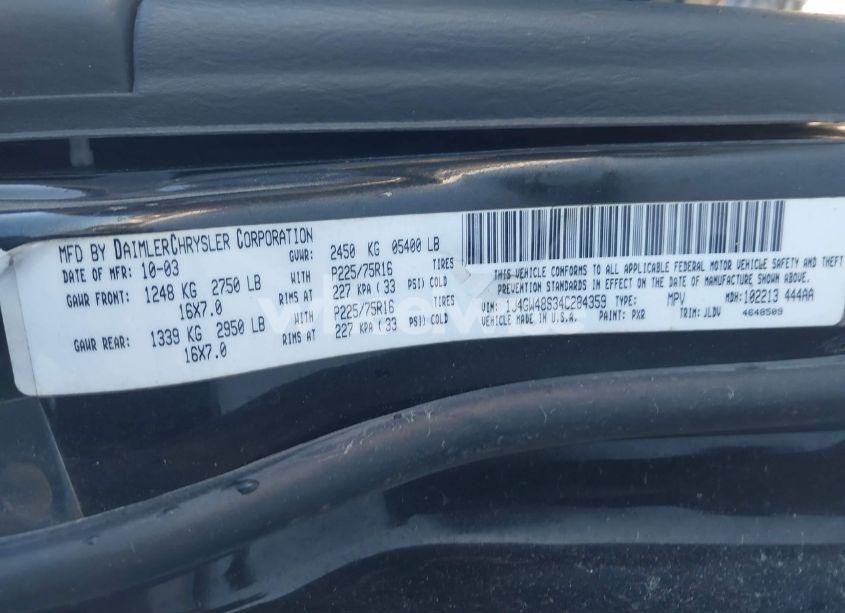 MFD BY DAIMLERCHRYSLER CORPORATION
DATE OF MFR: 10-03
GVWR: 2450 KG 05400 LB
GAWR FRONT: 1248 KG 2750 LB WITH P225/75R16 TIRES
16X7.0 RIMS AT 227 KPA ( 33 PSI) COLD
GAWR REAR: 1339 KG 2950 LB WITH P225/75R16 TIRES
16X7.0 RIMS AT 227 KPA ( 33 PSI) COLD
THIS VEHICLE CONFORMS TO ALL APPLICABLE FEDERAL MOTOR VEHICLE SAFETY AND THEFT
PREVENTION STANDARDS IN EFFECT ON THE DATE OF MANUFACTURE SHOWN ABOVE.
VIN: 1J4GW48S34C284359 TYPE: MPV MDH: 102213 444AA
VEHICLE MADE IN U.S.A. PAINT: PXR TRIM: JLDV 4648509